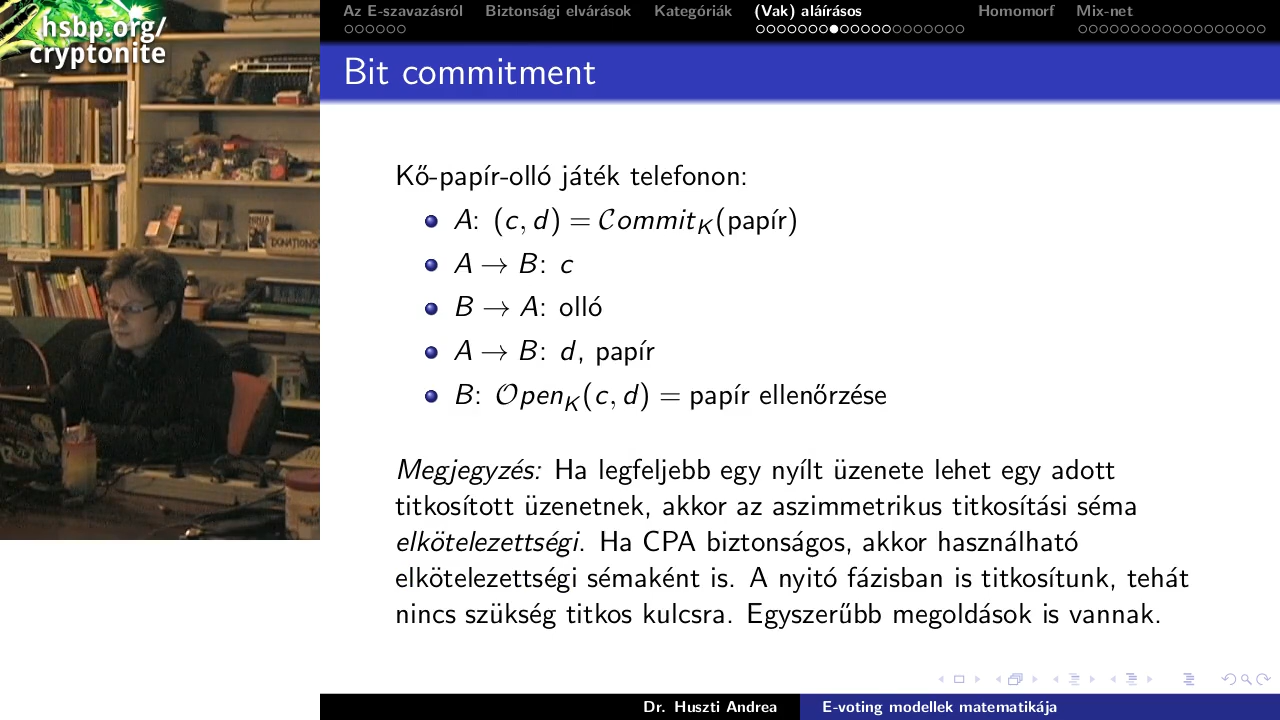 hsbp.org/
cryptonite
NINJA
DONATIONS
Az E-szavazásról Biztonsági elvárások Kategóriák (Vak) aláírásos Homomorf Mix-net
Bit commitment
Kő-papír-olló játék telefonon:
A: (c, d) = Commit_K(papír)
A → B: c
B → A: olló
A → B: d, papír
B: Open_K(c, d) = papír ellenőrzése
Megjegyzés: Ha legfeljebb egy nyílt üzenete lehet egy adott
titkosított üzenetnek, akkor az aszimmetrikus titkosítási séma
elkötelezettségi. Ha CPA biztonságos, akkor használható
elkötelezettségi sémaként is. A nyitó fázisban is titkosítunk, tehát
nincs szükség titkos kulcsra. Egyszerűbb megoldások is vannak.
Dr. Huszti Andrea E-voting modellek matematikája